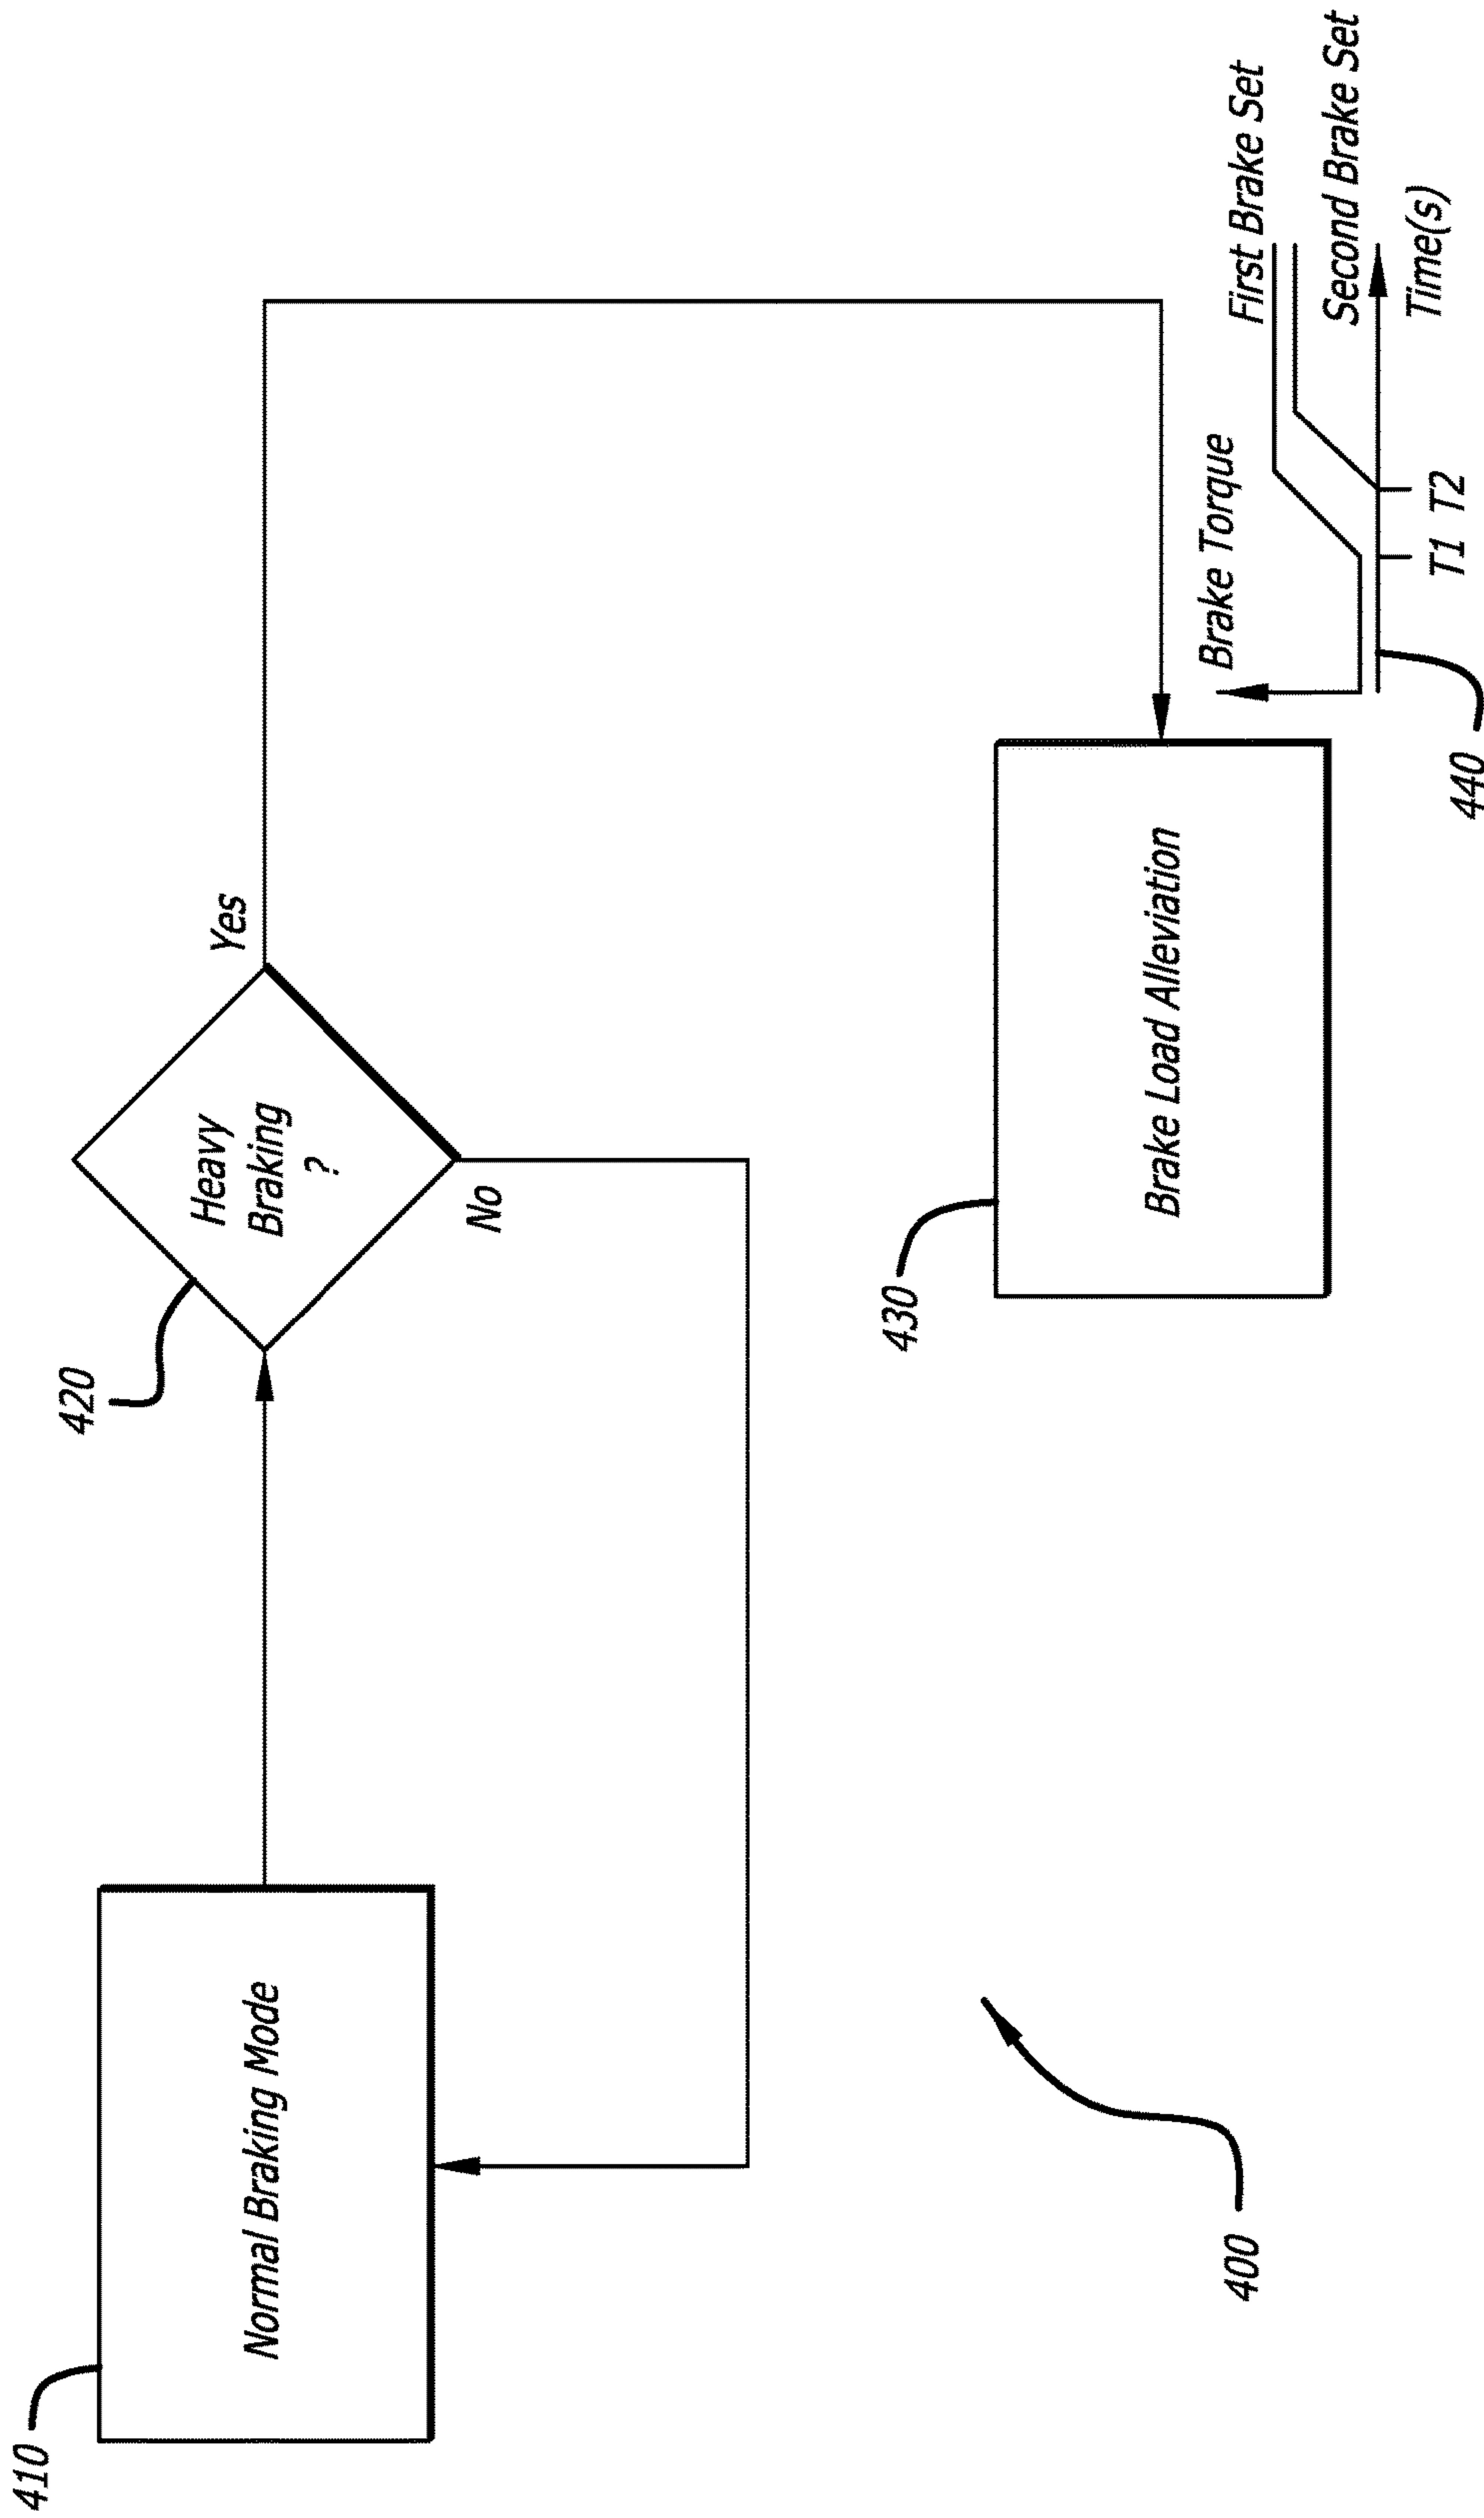 410
Normal Braking Mode
420
Heavy
Braking
?
Yes
No
430
Brake Load Alleviation
Brake Torque
First Brake Set
Second Brake Set
Time(s)
T1 T2
440
400